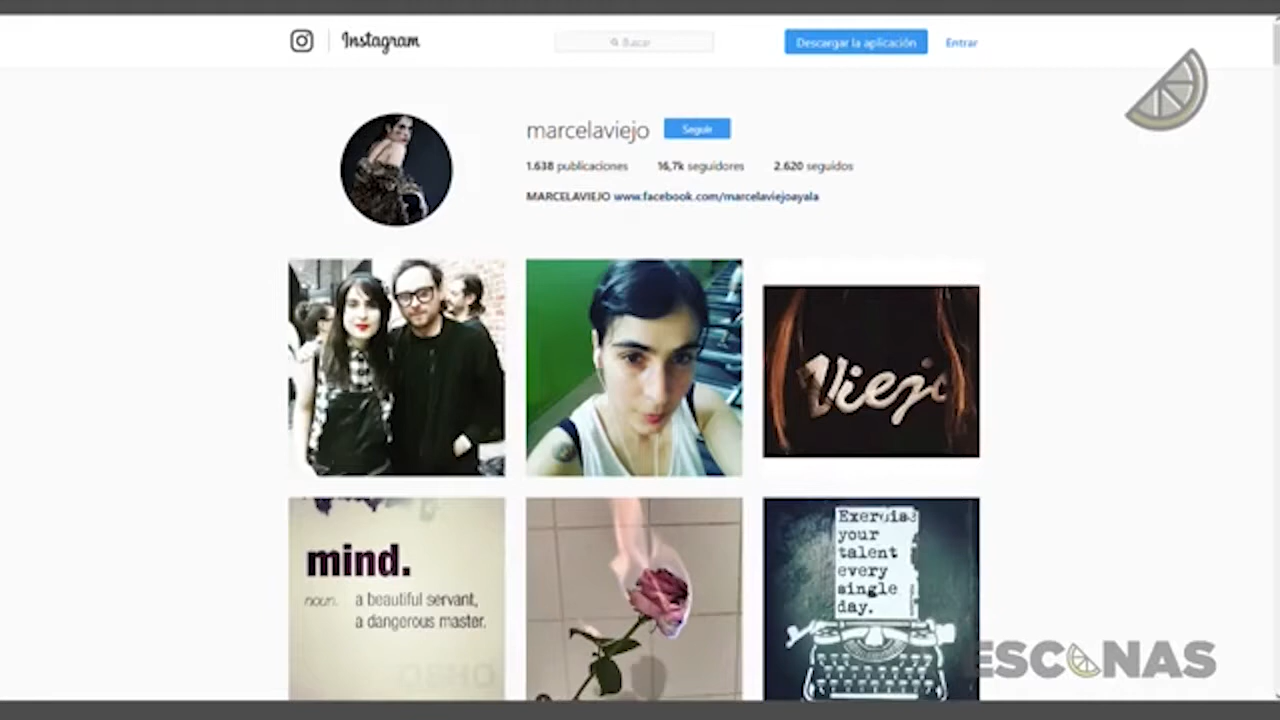 Instagram
Buscar
Descargar la aplicación
Entrar
marcelaviejo
Seguir
1.638 publicaciones 16,7k seguidores 2.620 seguidos
MARCELAVIEJO www.facebook.com/marcelaviejoayala
Viejo
mind.
noun. a beautiful servant,
a dangerous master.
OSHO
Exercise
your
talent
every
single
day.
ESCENAS